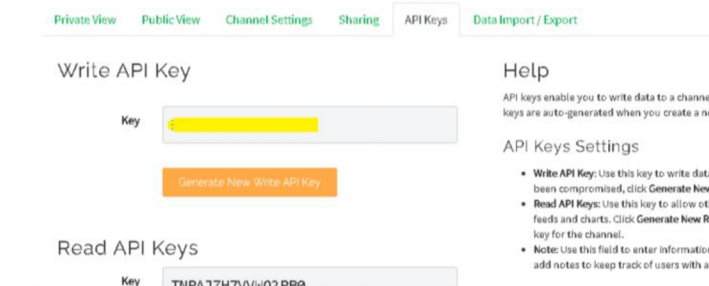 Private View Public View Channel Settings Sharing API Keys Data Import / Export
Write API Key
Key
Generate New Write API Key
Read API Keys
Key
Help
API keys enable you to write data to a channe
keys are auto-generated when you create a n
API Keys Settings
• Write API Key: Use this key to write dat
been compromised, click Generate New
• Read API Keys: Use this key to allow ot
feeds and charts. Click Generate New R
key for the channel.
• Note: Use this field to enter informatio
add notes to keep track of users with a